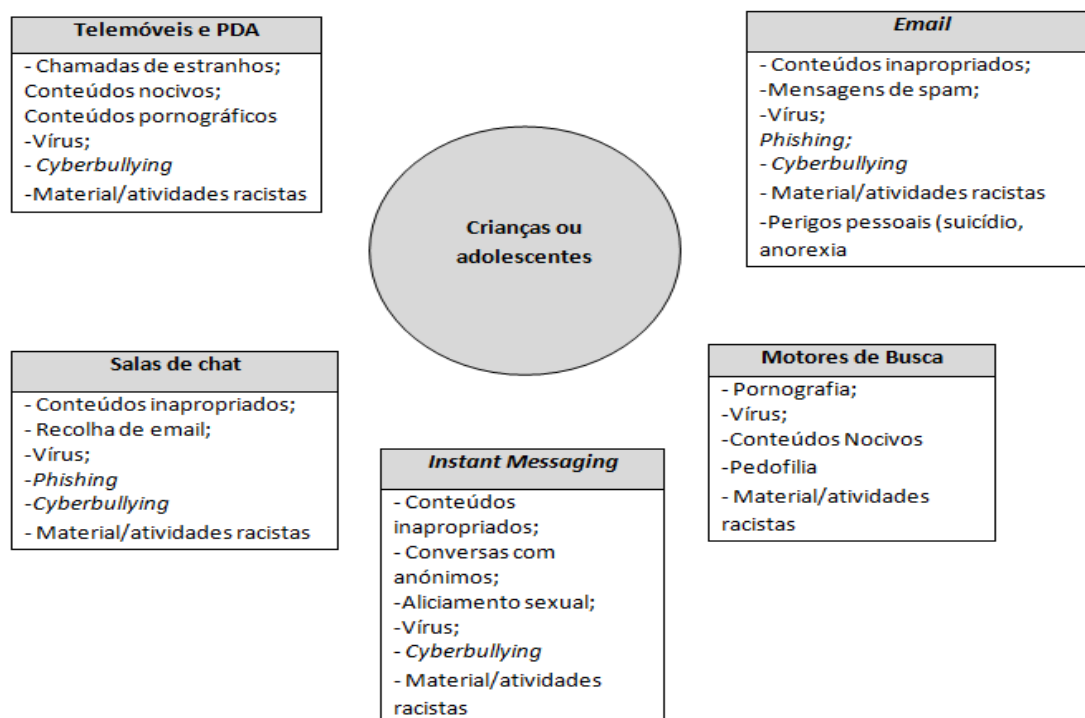 Telemóveis e PDA
- Chamadas de estranhos;
Conteúdos nocivos;
Conteúdos pornográficos
-Vírus;
- Cyberbullying
-Material/atividades racistas
Email
- Conteúdos inapropriados;
-Mensagens de spam;
-Vírus;
Phishing;
- Cyberbullying
- Material/atividades racistas
-Perigos pessoais (suicídio,
anorexia
Crianças ou
adolescentes
Salas de chat
- Conteúdos inapropriados;
- Recolha de email;
-Vírus;
-Phishing
-Cyberbullying
- Material/atividades racistas
Instant Messaging
- Conteúdos
inapropriados;
- Conversas com
anónimos;
-Aliciamento sexual;
-Vírus;
- Cyberbullying
- Material/atividades
racistas
Motores de Busca
- Pornografia;
-Vírus;
-Conteúdos Nocivos
-Pedofilia
- Material/atividades
racistas